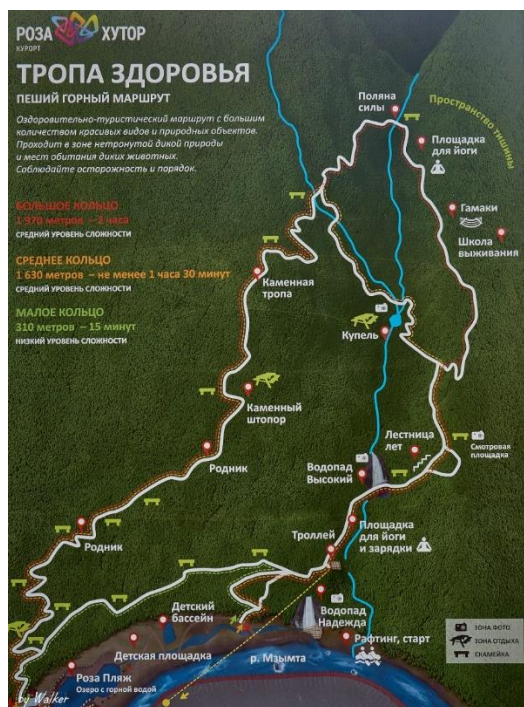 РОЗА ХУТОР
КУРОРТ
ТРОПА ЗДОРОВЬЯ
ПЕШИЙ ГОРНЫЙ МАРШРУТ
Оздоровительно-туристический маршрут с большим
количеством красивых видов и природных объектов.
Проходит в зоне нетронутой дикой природы
и мест обитания диких животных.
Соблюдайте осторожность и порядок.
БОЛЬШОЕ КОЛЬЦО
1 970 метров – 2 часа
СРЕДНИЙ УРОВЕНЬ СЛОЖНОСТИ
СРЕДНЕЕ КОЛЬЦО
1 630 метров – не менее 1 часа 30 минут
СРЕДНИЙ УРОВЕНЬ СЛОЖНОСТИ
МАЛОЕ КОЛЬЦО
310 метров – 15 минут
НИЗКИЙ УРОВЕНЬ СЛОЖНОСТИ
Поляна
силы
Пространство тишины
Площадка
для йоги
Гамаки
Школа
выживания
Каменная
тропа
Купель
Каменный
штопор
Лестница
лет
Смотровая
площадка
Родник
Водопад
Высокий
Родник
Площадка
для йоги
и зарядки
Троллей
Водопад
Надежда
Детский
бассейн
Детская площадка
Рафтинг, старт
р. Мзымта
Роза Пляж
Озеро с горной водой
ЗОНА ФОТО
ЗОНА ОТДЫХА
СКАМЕЙКА
by Walker